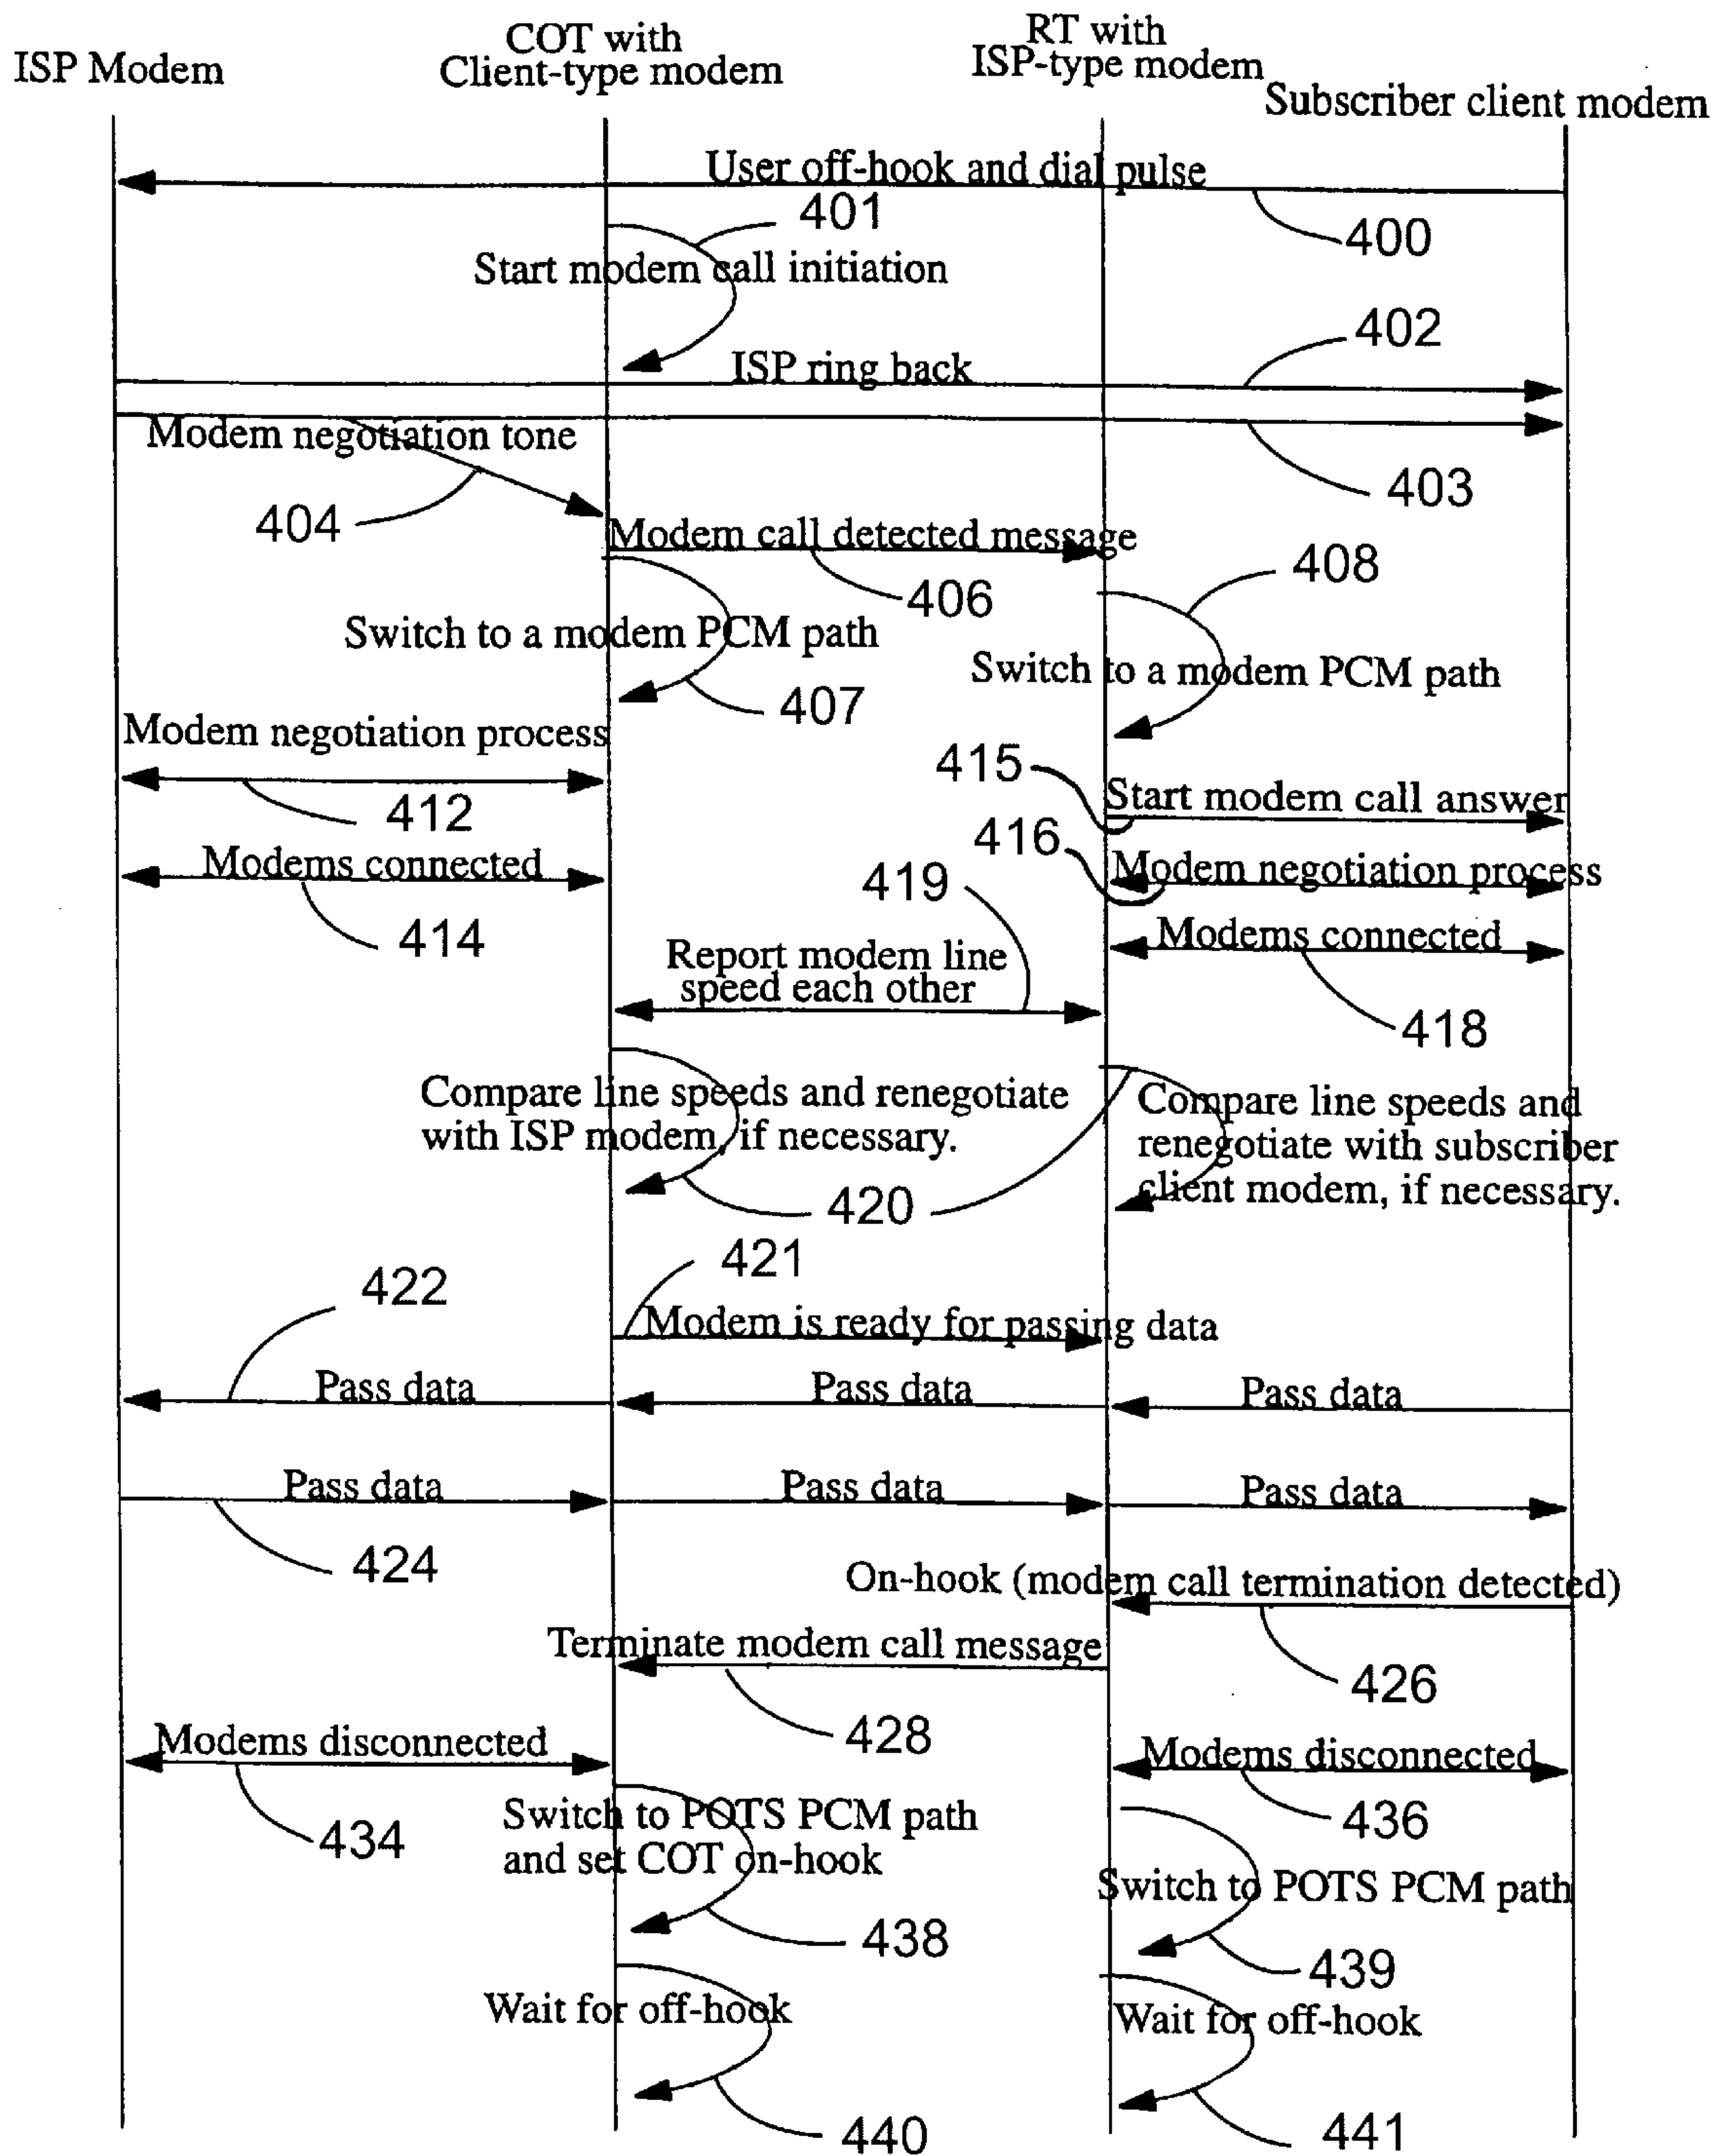 COT with
Client-type modem
RT with
ISP-type modem
ISP Modem
Subscriber client modem
User off-hook and dial pulse
401
400
Start modem call initiation
402
ISP ring back
Modem negotiation tone
403
404
Modem call detected message
408
406
Switch to a modem PCM path
Switch to a modem PCM path
407
Modem negotiation process
415
Start modem call answer
412
416
Modem negotiation process
Modems connected
419
414
Modems connected
Report modem line
speed each other
418
Compare line speeds and renegotiate
with ISP modem, if necessary.
Compare line speeds and
renegotiate with subscriber
client modem, if necessary.
420
421
422
Modem is ready for passing data
Pass data
Pass data
Pass data
Pass data
Pass data
Pass data
424
On-hook (modem call termination detected)
Terminate modem call message
426
428
Modems disconnected
Modems disconnected
434
436
Switch to POTS PCM path
and set COT on-hook
Switch to POTS PCM path
438
439
Wait for off-hook
Wait for off-hook
440
441